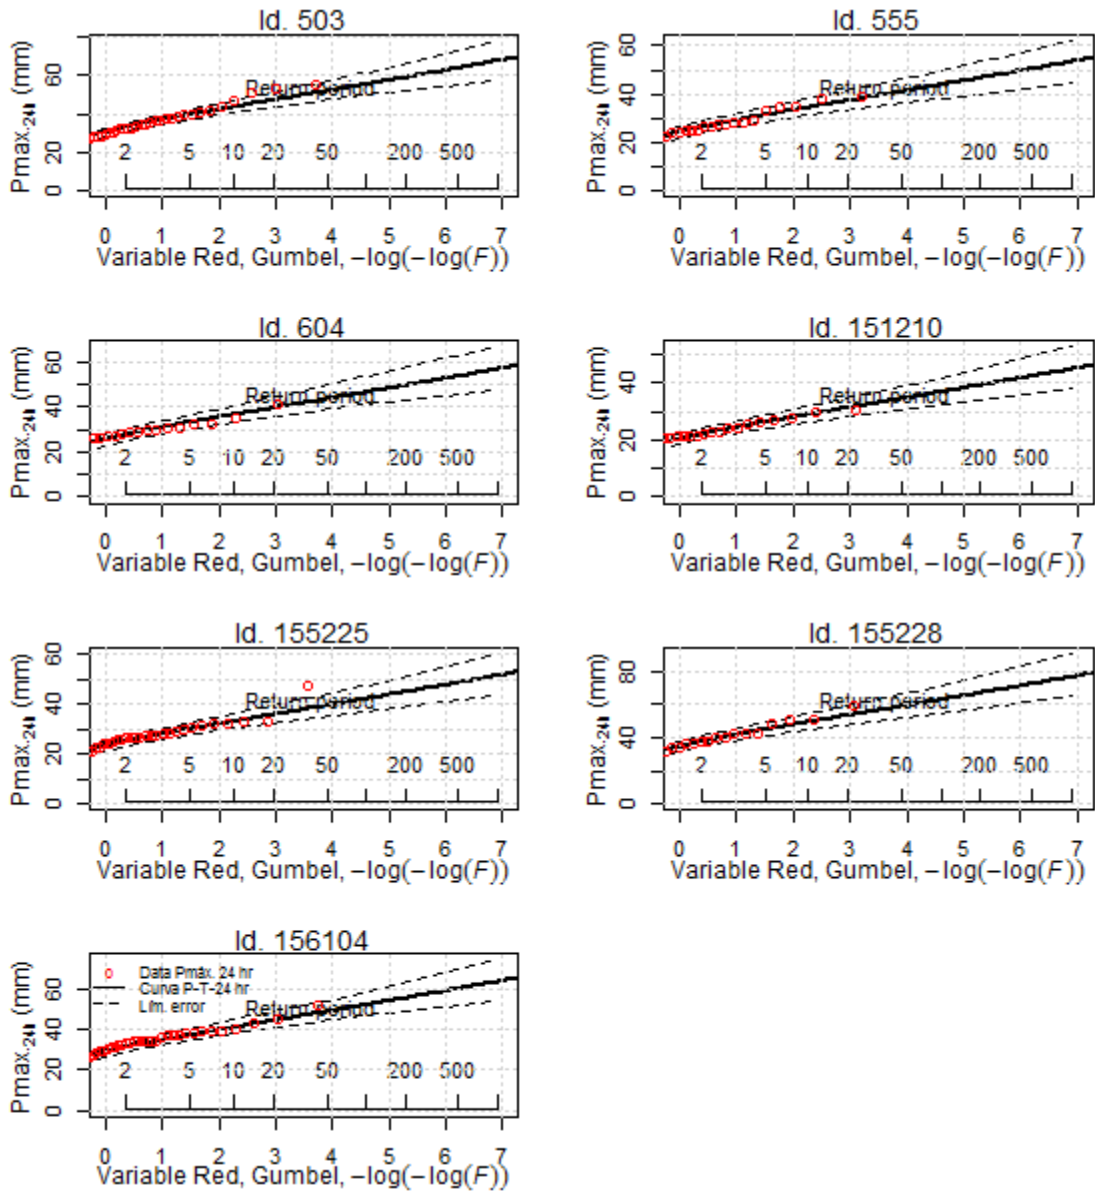 Id. 503
Pmax.24h (mm)
60
20
0
Return period
2 5 10 20 50 200 500
0 1 2 3 4 5 6 7
Variable Red, Gumbel, −log(−log(F))
Id. 555
Pmax.24h (mm)
60
40
20
0
Return period
2 5 10 20 50 200 500
0 1 2 3 4 5 6 7
Variable Red, Gumbel, −log(−log(F))
Id. 604
Pmax.24h (mm)
60
40
20
0
Return period
2 5 10 20 50 200 500
0 1 2 3 4 5 6 7
Variable Red, Gumbel, −log(−log(F))
Id. 151210
Pmax.24h (mm)
40
20
0
Return period
2 5 10 20 50 200 500
0 1 2 3 4 5 6 7
Variable Red, Gumbel, −log(−log(F))
Id. 155225
Pmax.24h (mm)
60
40
20
0
Return period
2 5 10 20 50 200 500
0 1 2 3 4 5 6 7
Variable Red, Gumbel, −log(−log(F))
Id. 155228
Pmax.24h (mm)
80
40
0
Return period
2 5 10 20 50 200 500
0 1 2 3 4 5 6 7
Variable Red, Gumbel, −log(−log(F))
Id. 156104
Pmax.24h (mm)
60
40
20
0
Data Pmáx. 24 hr
Curva P-T-24 hr
Lím. error
Return period
2 5 10 20 50 200 500
0 1 2 3 4 5 6 7
Variable Red, Gumbel, −log(−log(F))